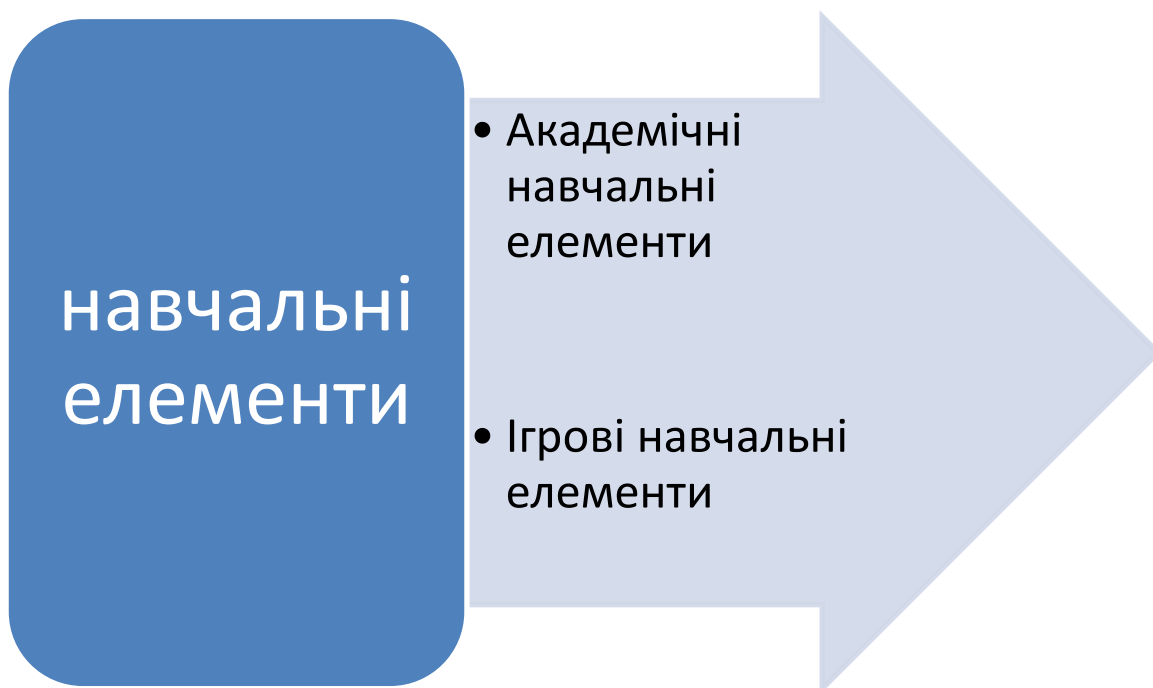 навчальні
елементи
• Академічні
навчальні
елементи
• Ігрові навчальні
елементи